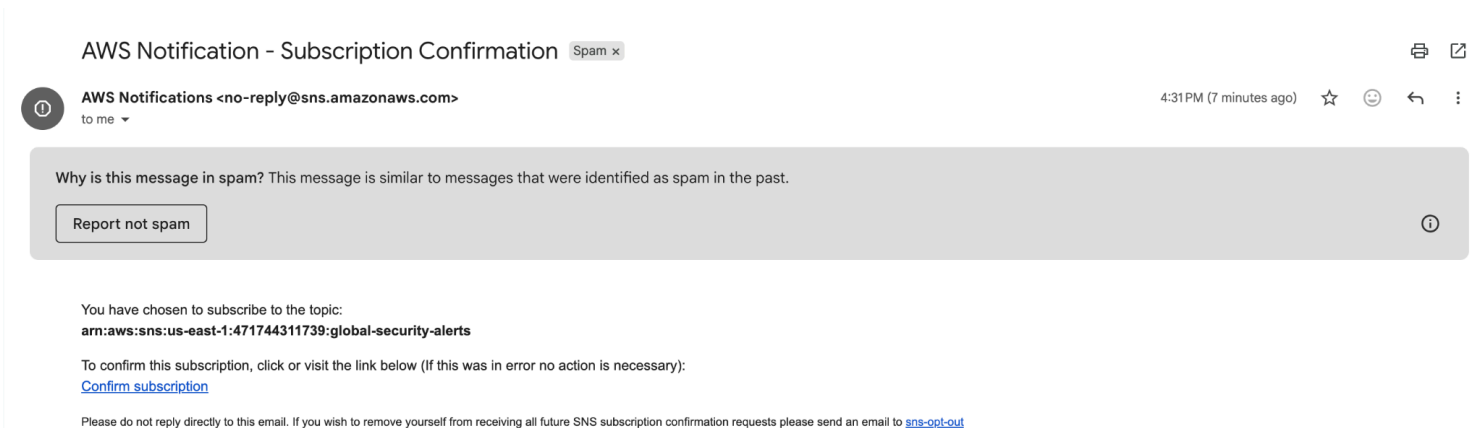 AWS Notification - Subscription Confirmation Spam x
AWS Notifications <no-reply@sns.amazonaws.com> 4:31 PM (7 minutes ago)
to me
Why is this message in spam? This message is similar to messages that were identified as spam in the past.
Report not spam
You have chosen to subscribe to the topic:
arn:aws:sns:us-east-1:471744311739:global-security-alerts
To confirm this subscription, click or visit the link below (If this was in error no action is necessary):
Confirm subscription
Please do not reply directly to this email. If you wish to remove yourself from receiving all future SNS subscription confirmation requests please send an email to sns-opt-out